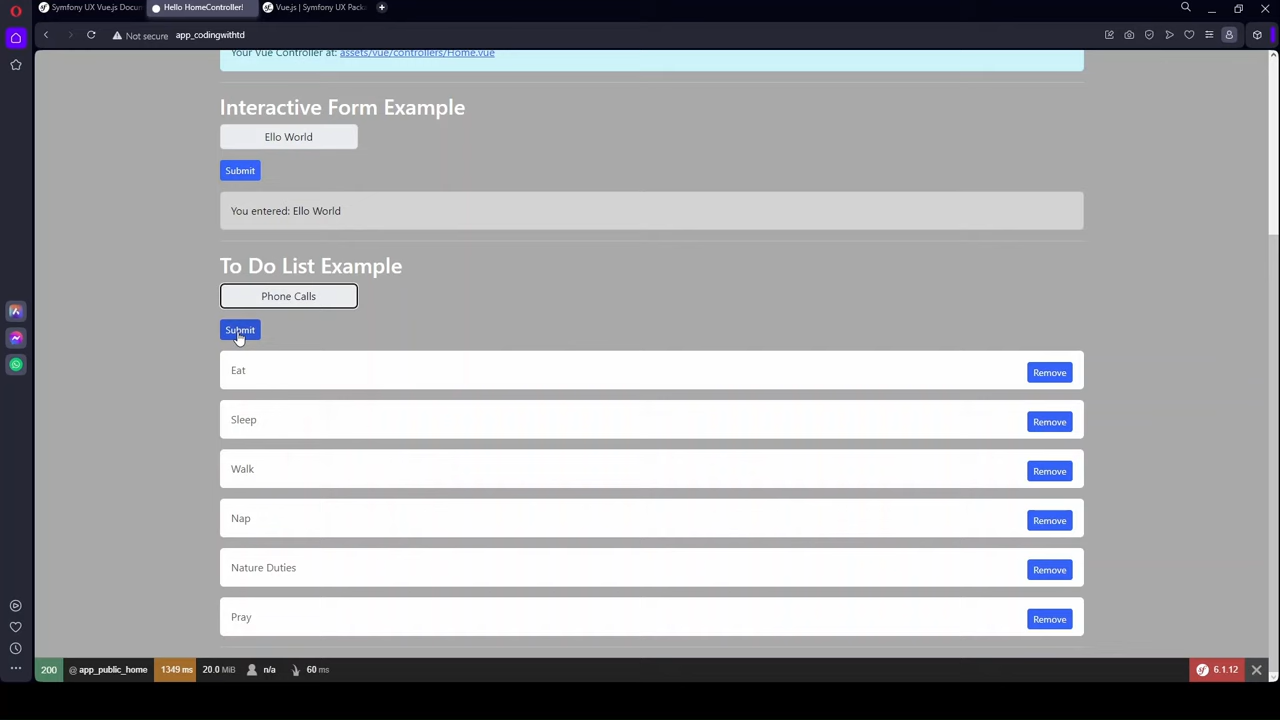 Symfony UX Vue.js Docum
Hello HomeController!
Vue.js | Symfony UX Pack
Not secure app_codingwithtd
Your Vue Controller at: assets/vue/controllers/Home.vue
Interactive Form Example
Ello World
Submit
You entered: Ello World
To Do List Example
Phone Calls
Submit
Eat Remove
Sleep Remove
Walk Remove
Nap Remove
Nature Duties Remove
Pray Remove
200 @ app_public_home 1349 ms 20.0 MiB n/a 60 ms sf 6.1.12